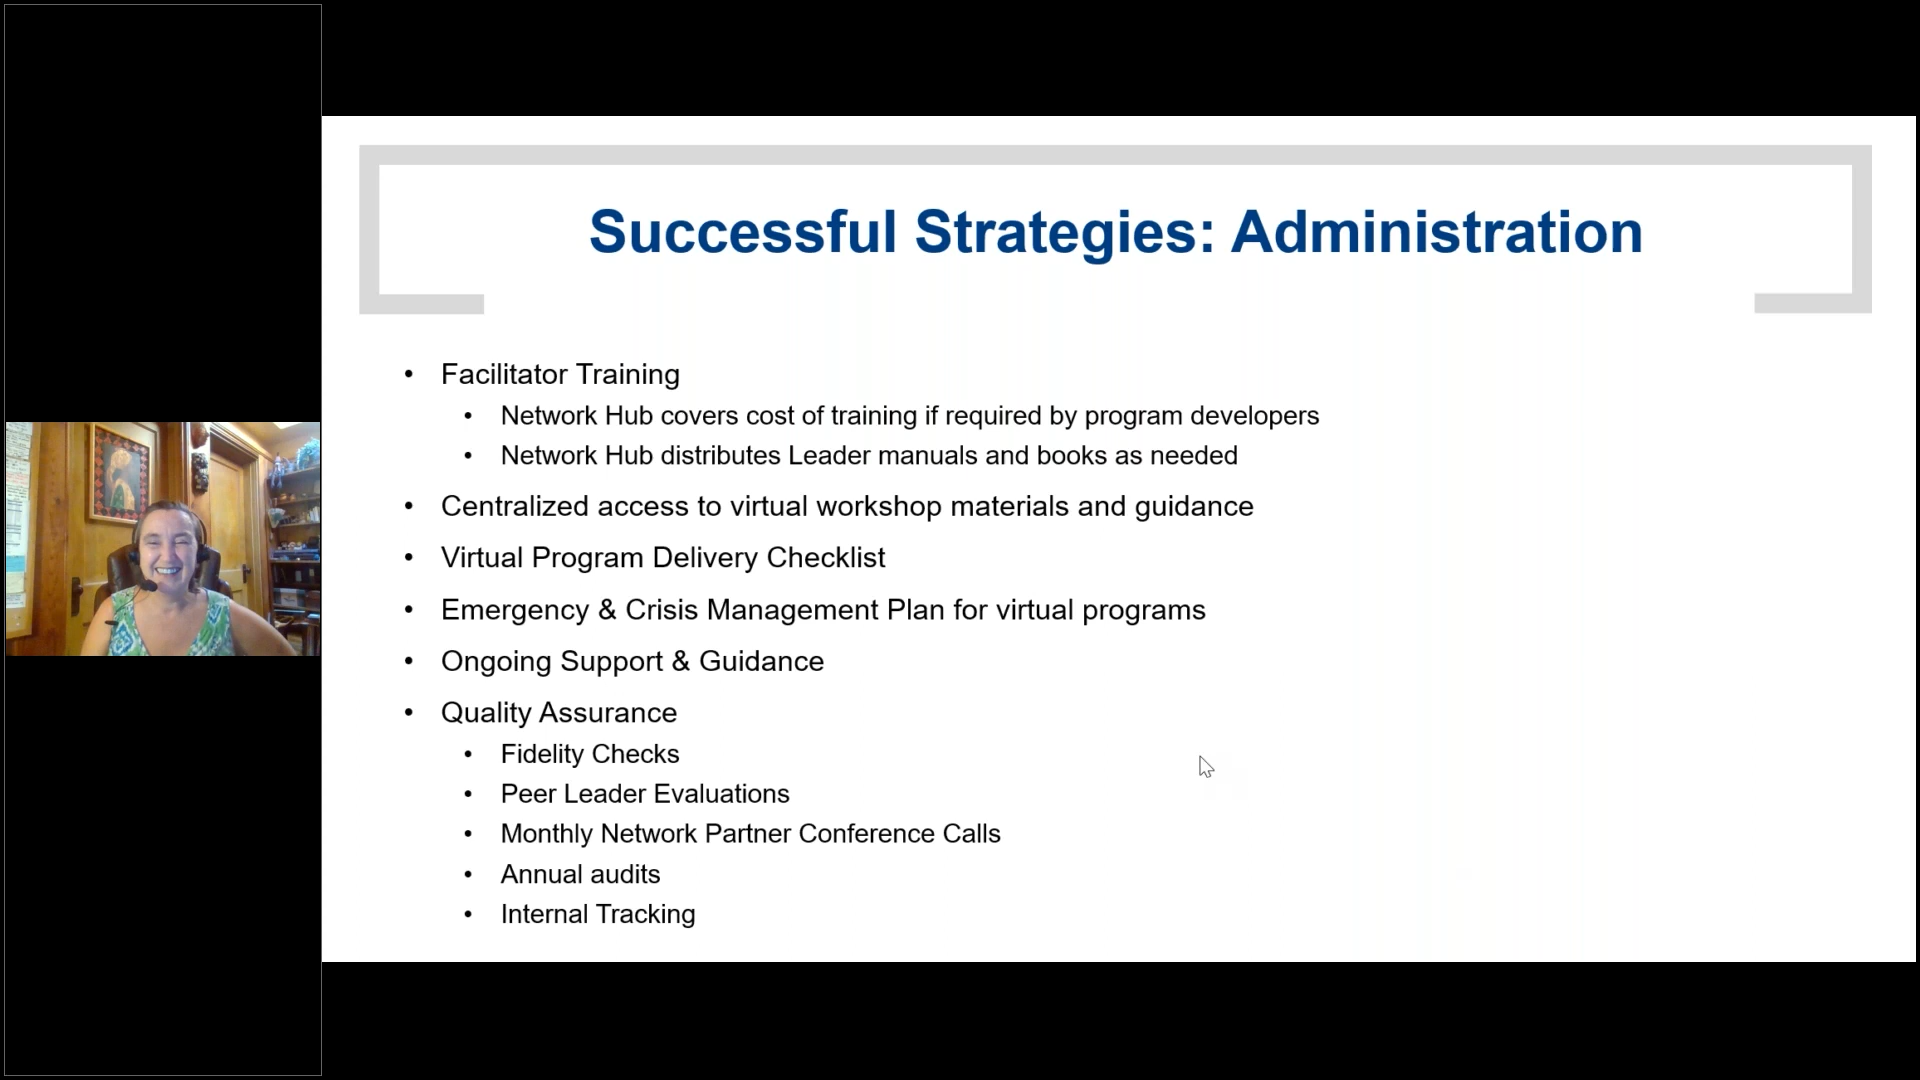 Successful Strategies: Administration
• Facilitator Training
• Network Hub covers cost of training if required by program developers
• Network Hub distributes Leader manuals and books as needed
• Centralized access to virtual workshop materials and guidance
• Virtual Program Delivery Checklist
• Emergency & Crisis Management Plan for virtual programs
• Ongoing Support & Guidance
• Quality Assurance
• Fidelity Checks
• Peer Leader Evaluations
• Monthly Network Partner Conference Calls
• Annual audits
• Internal Tracking